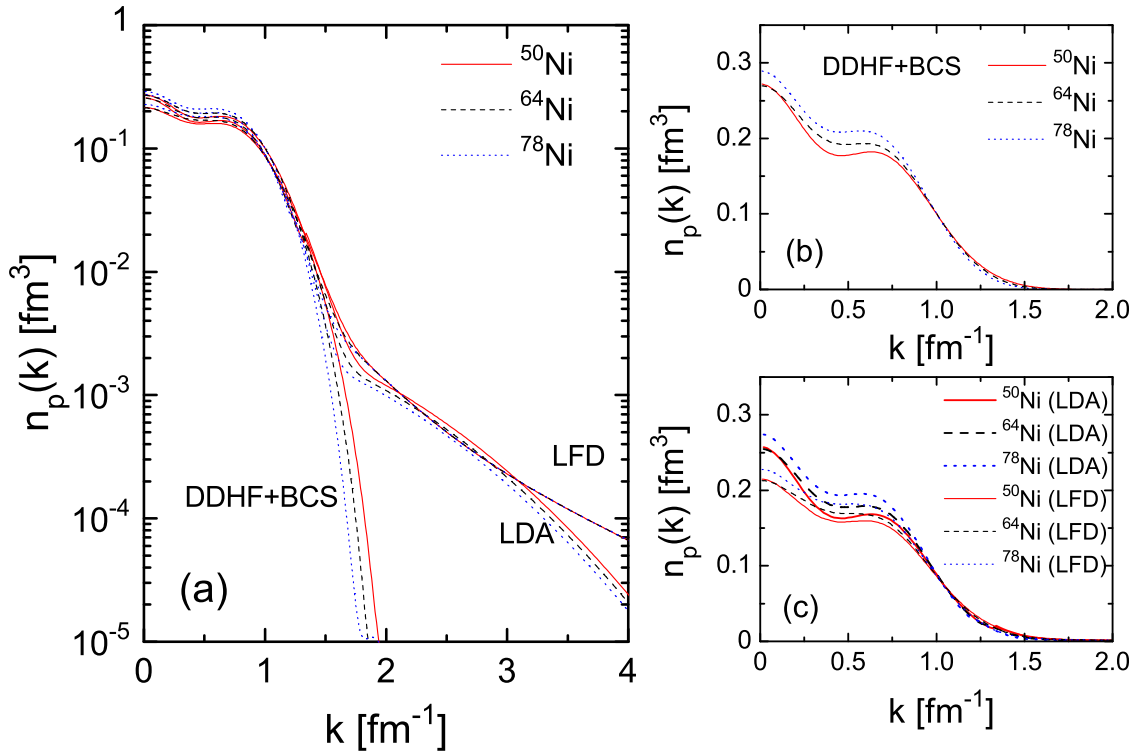 1
10⁻¹
10⁻²
10⁻³
10⁻⁴
10⁻⁵
n_p(k) [fm³]
⁵⁰Ni
⁶⁴Ni
⁷⁸Ni
DDHF+BCS
LFD
LDA
(a)
0 1 2 3 4
k [fm⁻¹]
0.3
0.2
0.1
0
n_p(k) [fm³]
DDHF+BCS
⁵⁰Ni
⁶⁴Ni
⁷⁸Ni
(b)
0 0.5 1.0 1.5 2.0
k [fm⁻¹]
0.3
0.2
0.1
0
n_p(k) [fm³]
⁵⁰Ni (LDA)
⁶⁴Ni (LDA)
⁷⁸Ni (LDA)
⁵⁰Ni (LFD)
⁶⁴Ni (LFD)
⁷⁸Ni (LFD)
(c)
0 0.5 1.0 1.5 2.0
k [fm⁻¹]